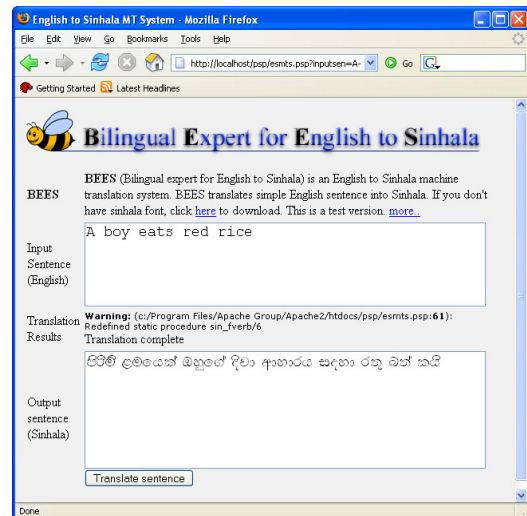 English to Sinhala MT System - Mozilla Firefox
File Edit View Go Bookmarks Tools Help
http://localhost/psp/esmts.psp?inputsen=A- Go G
Getting Started Latest Headlines
Bilingual Expert for English to Sinhala
BEES
BEES (Bilingual expert for English to Sinhala) is an English to Sinhala machine
translation system. BEES translates simple English sentence into Sinhala. If you don't
have sinhala font, click here to download. This is a test version. more..
Input
Sentence
(English)
A boy eats red rice
Translation
Results
Warning: (c:/Program Files/Apache Group/Apache2/htdocs/psp/esmts.psp:61):
Redefined static procedure sin_fverb/6
Translation complete
Output
sentence
(Sinhala)
පිරිමි ළමයෙක් ඔහුගේ දිවා ආහාරය සඳහා රතු බත් කයි
Translate sentence
Done